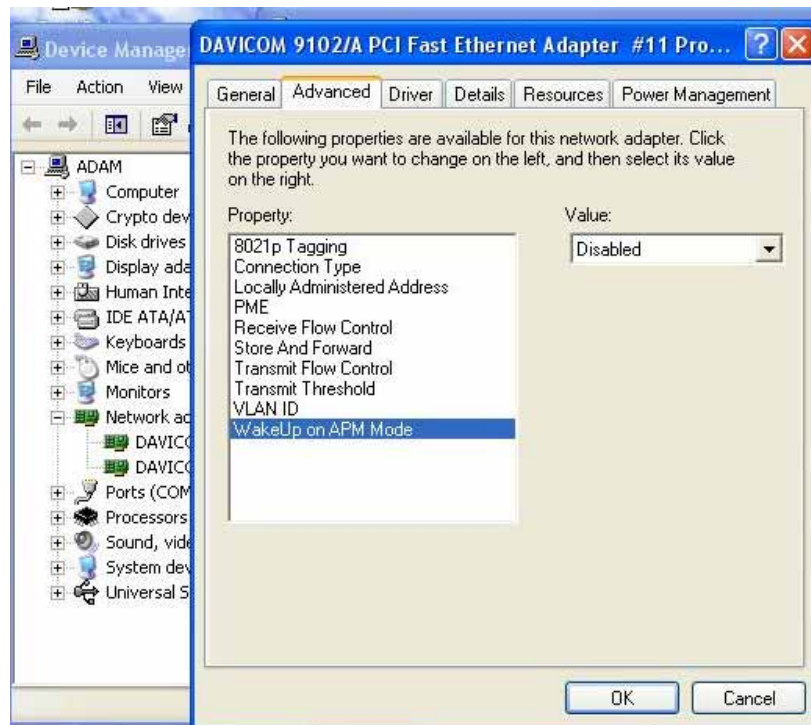 Device Manage
DAVICOM 9102/A PCI Fast Ethernet Adapter #11 Pro...
File Action View
General Advanced Driver Details Resources Power Management
The following properties are available for this network adapter. Click
the property you want to change on the left, and then select its value
on the right.
Property:
Value:
8021p Tagging
Connection Type
Locally Administered Address
PME
Receive Flow Control
Store And Forward
Transmit Flow Control
Transmit Threshold
VLAN ID
WakeUp on APM Mode
Disabled
ADAM
Computer
Crypto dev
Disk drives
Display ada
Human Inte
IDE ATA/AT
Keyboards
Mice and ot
Monitors
Network ad
DAVICO
DAVICO
Ports (COM
Processors
Sound, vide
System dev
Universal S
OK Cancel